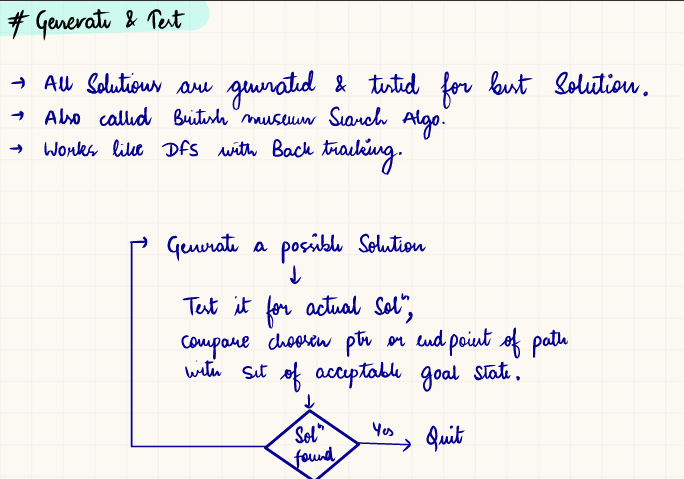 # Generate & Test
→ All Solutions are generated & tested for best Solution.
→ Also called British museum Search Algo.
→ Works like DFS with Back tracking.
Generate a possible Solution
Test it for actual Solⁿ,
compare choosen ptr or end point of path
with set of acceptable goal state.
Solⁿ
found
Yes
Quit